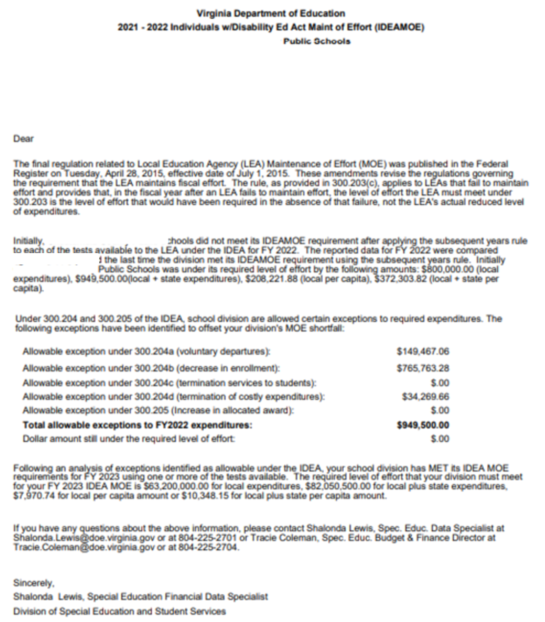 Virginia Department of Education
2021 - 2022 Individuals w/Disability Ed Act Maint of Effort (IDEAMOE)
Public Schools
Dear
The final regulation related to Local Education Agency (LEA) Maintenance of Effort (MOE) was published in the Federal
Register on Tuesday, April 28, 2015, effective date of July 1, 2015. These amendments revise the regulations governing
the requirement that the LEA maintains fiscal effort. The rule, as provided in 300.203(c), applies to LEAs that fail to maintain
effort and provides that, in the fiscal year after an LEA fails to maintain effort, the level of effort the LEA must meet under
300.203 is the level of effort that would have been required in the absence of that failure, not the LEA's actual reduced level
of expenditures.
Initially, chools did not meet its IDEAMOE requirement after applying the subsequent years rule
to each of the tests available to the LEA under the IDEA for FY 2022. The reported data for FY 2022 were compared
the last time the division met its IDEAMOE requirement using the subsequent years rule. Initially
Public Schools was under its required level of effort by the following amounts: $800,000.00 (local
expenditures), $949,500.00(local + state expenditures), $208,221.88 (local per capita), $372,303.82 (local + state per
capita).
Under 300.204 and 300.205 of the IDEA, school division are allowed certain exceptions to required expenditures. The
following exceptions have been identified to offset your division's MOE shortfall:
Allowable exception under 300.204a (voluntary departures): $149,467.06
Allowable exception under 300.204b (decrease in enrollment): $765,763.28
Allowable exception under 300.204c (termination services to students): $.00
Allowable exception under 300.204d (termination of costly expenditures): $34,269.66
Allowable exception under 300.205 (Increase in allocated award): $.00
Total allowable exceptions to FY2022 expenditures: $949,500.00
Dollar amount still under the required level of effort: $.00
Following an analysis of exceptions identified as allowable under the IDEA, your school division has MET its IDEA MOE
requirements for FY 2023 using one or more of the tests available. The required level of effort that your division must meet
for your FY 2023 IDEA MOE is $63,200,000.00 for local expenditures, $82,050,500.00 for local plus state expenditures,
$7,970.74 for local per capita amount or $10,348.15 for local plus state per capita amount.
If you have any questions about the above information, please contact Shalonda Lewis, Spec. Educ. Data Specialist at
Shalonda.Lewis@doe.virginia.gov or at 804-225-2701 or Tracie Coleman, Spec. Educ. Budget & Finance Director at
Tracie.Coleman@doe.virginia.gov or at 804-225-2704.
Sincerely,
Shalonda Lewis, Special Education Financial Data Specialist
Division of Special Education and Student Services